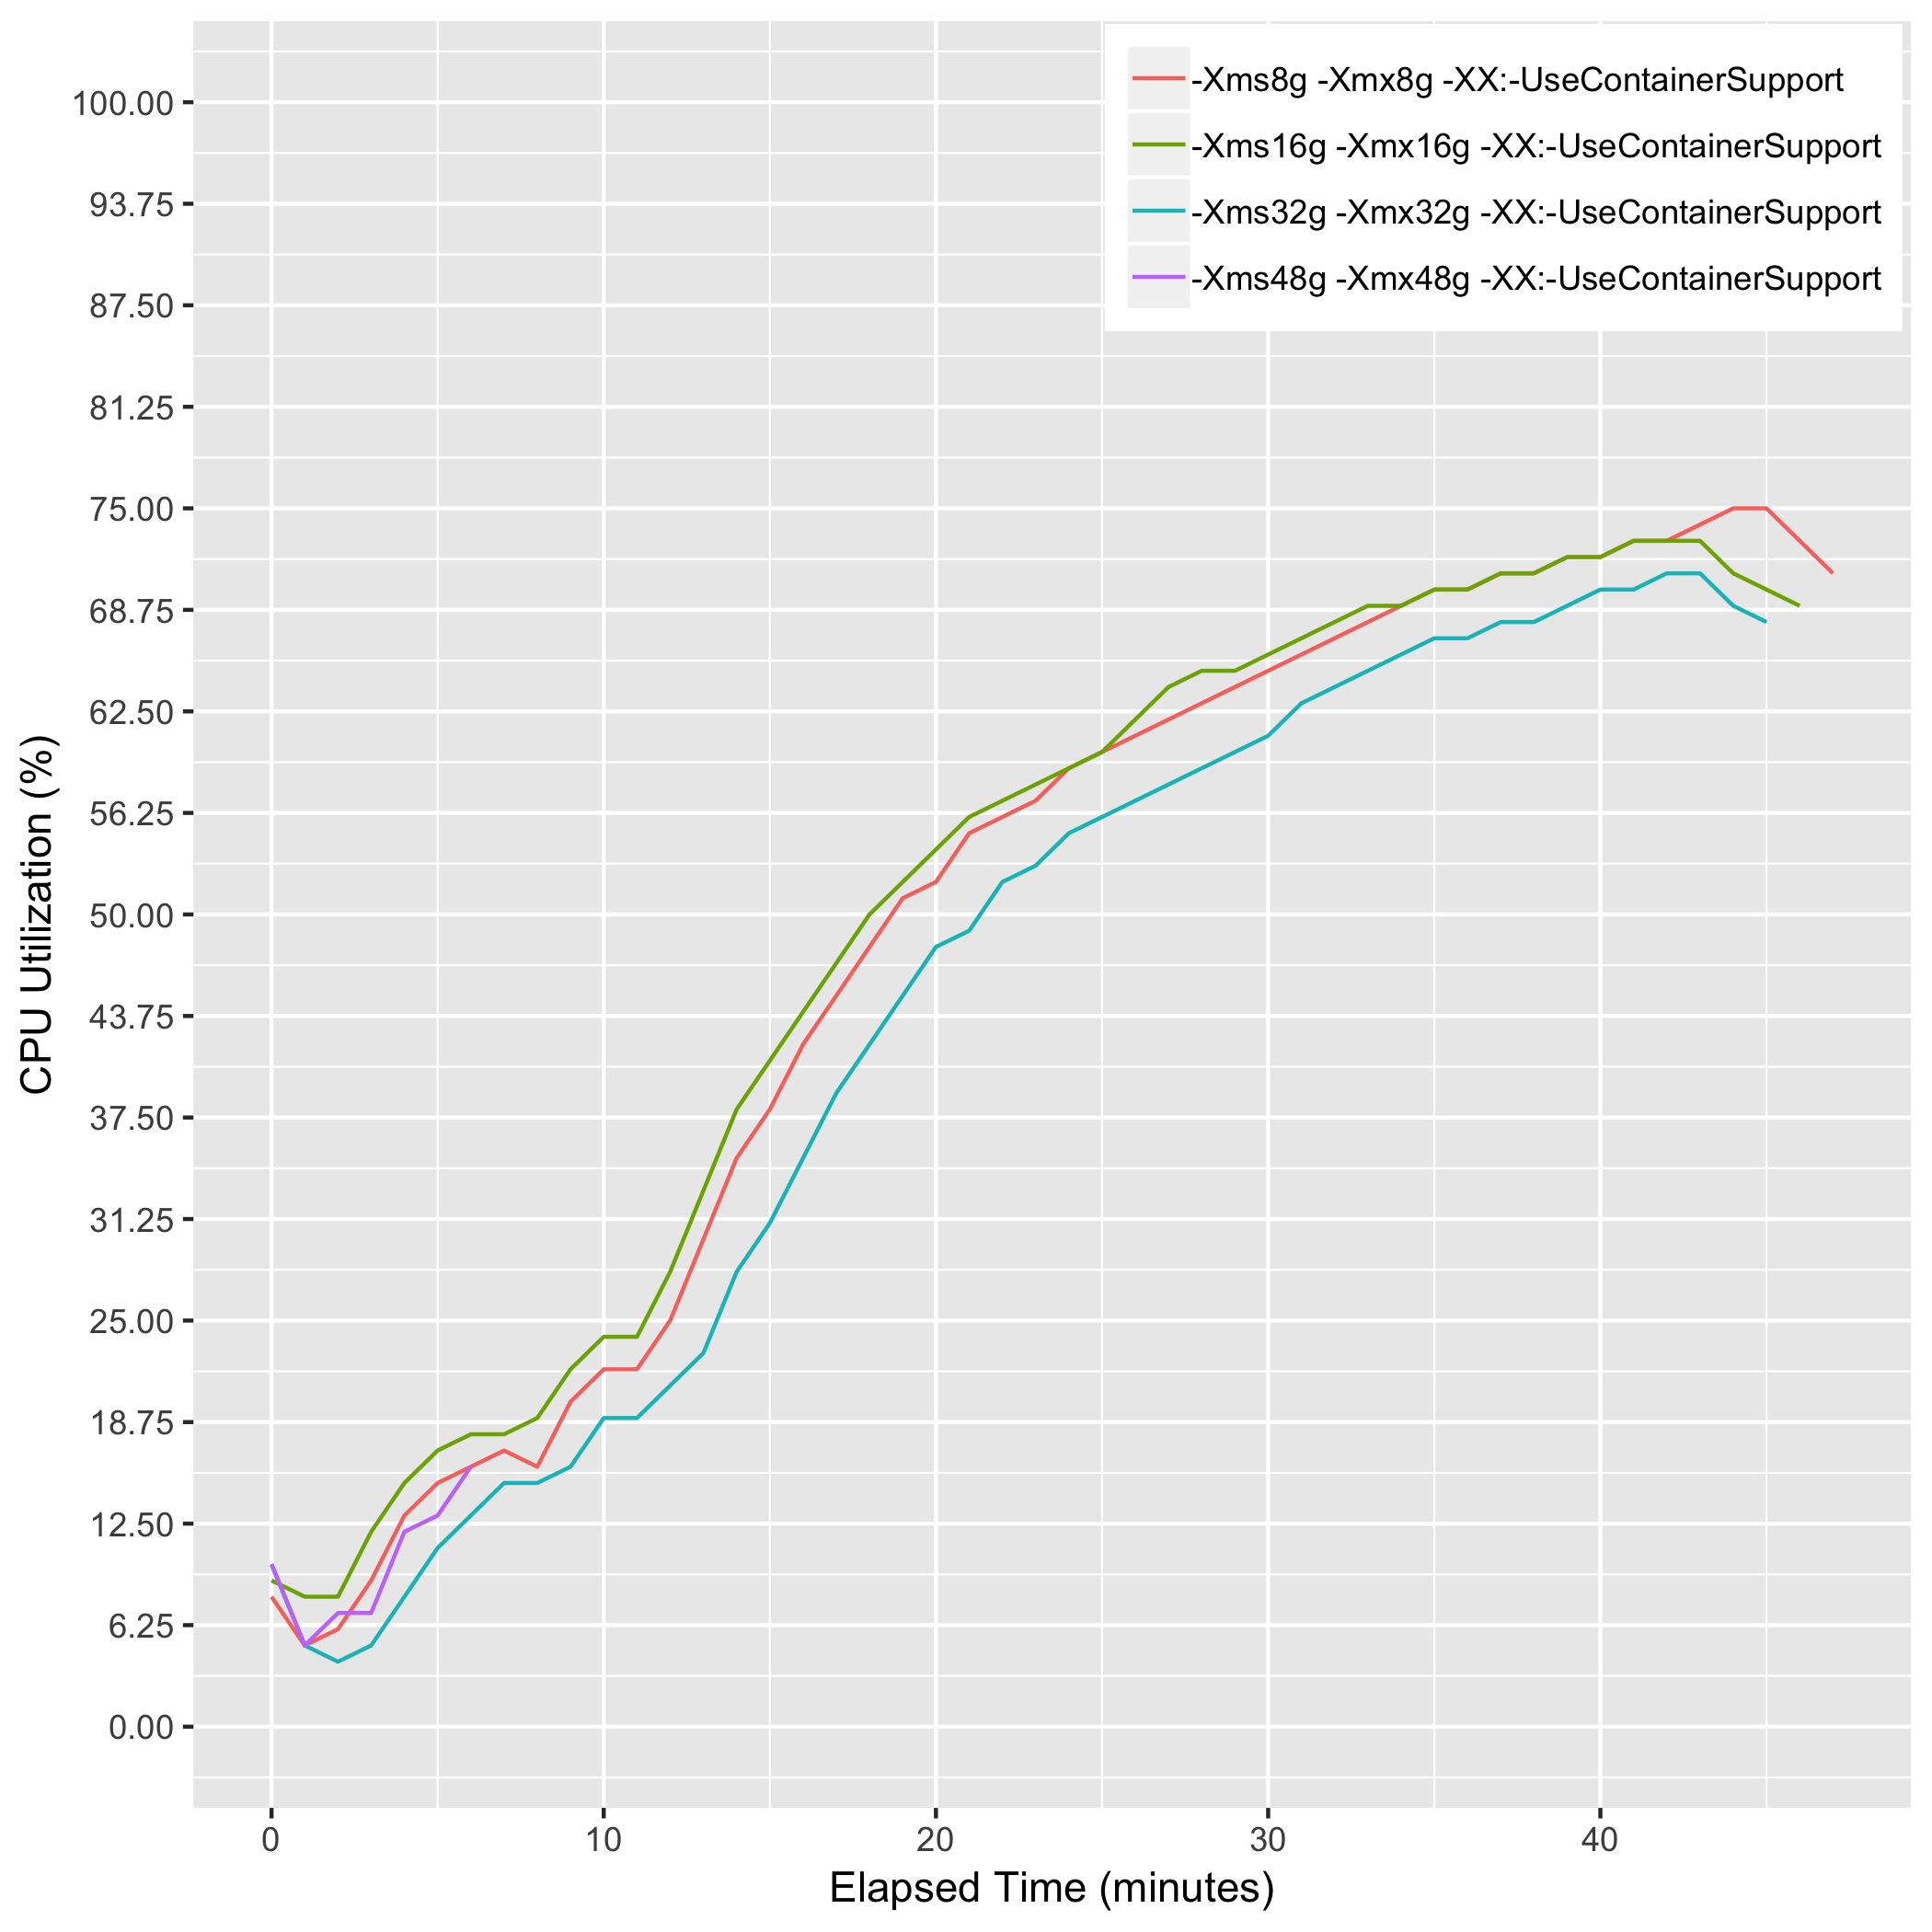 -Xms8g -Xmx8g -XX:-UseContainerSupport
-Xms16g -Xmx16g -XX:-UseContainerSupport
-Xms32g -Xmx32g -XX:-UseContainerSupport
-Xms48g -Xmx48g -XX:-UseContainerSupport
100.00
93.75
87.50
81.25
75.00
68.75
62.50
56.25
50.00
43.75
37.50
31.25
25.00
18.75
12.50
6.25
0.00
CPU Utilization (%)
0 10 20 30 40
Elapsed Time (minutes)